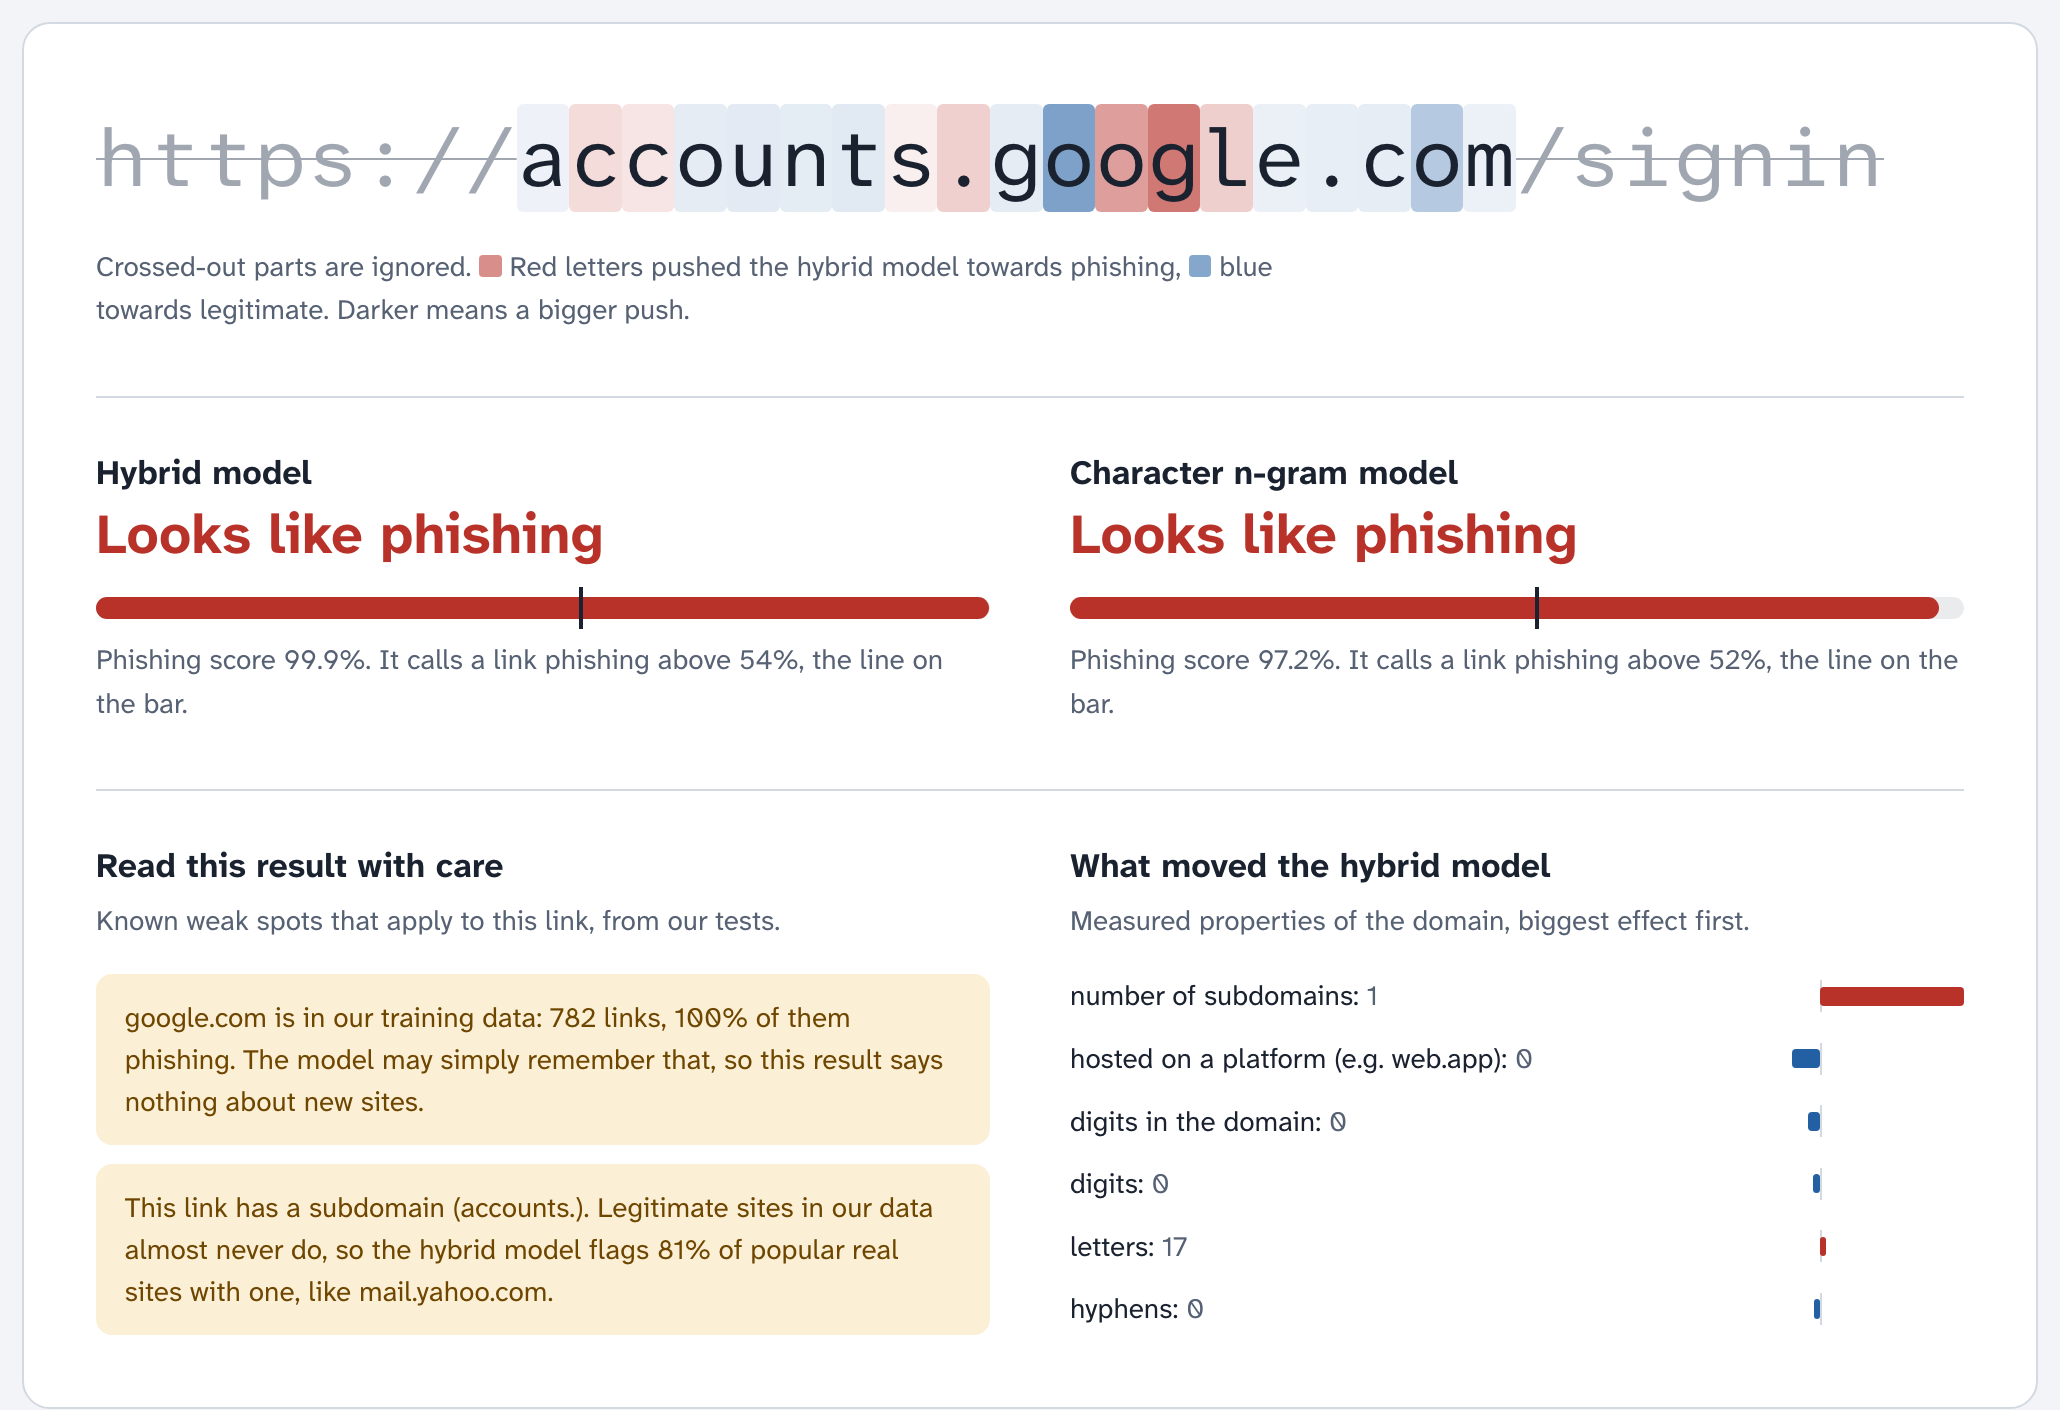 https://accounts.google.com/signin
Crossed-out parts are ignored. Red letters pushed the hybrid model towards phishing, blue
towards legitimate. Darker means a bigger push.
Hybrid model
Looks like phishing
Phishing score 99.9%. It calls a link phishing above 54%, the line on
the bar.
Character n-gram model
Looks like phishing
Phishing score 97.2%. It calls a link phishing above 52%, the line on the
bar.
Read this result with care
Known weak spots that apply to this link, from our tests.
google.com is in our training data: 782 links, 100% of them
phishing. The model may simply remember that, so this result says
nothing about new sites.
This link has a subdomain (accounts.). Legitimate sites in our data
almost never do, so the hybrid model flags 81% of popular real
sites with one, like mail.yahoo.com.
What moved the hybrid model
Measured properties of the domain, biggest effect first.
number of subdomains: 1
hosted on a platform (e.g. web.app): 0
digits in the domain: 0
digits: 0
letters: 17
hyphens: 0